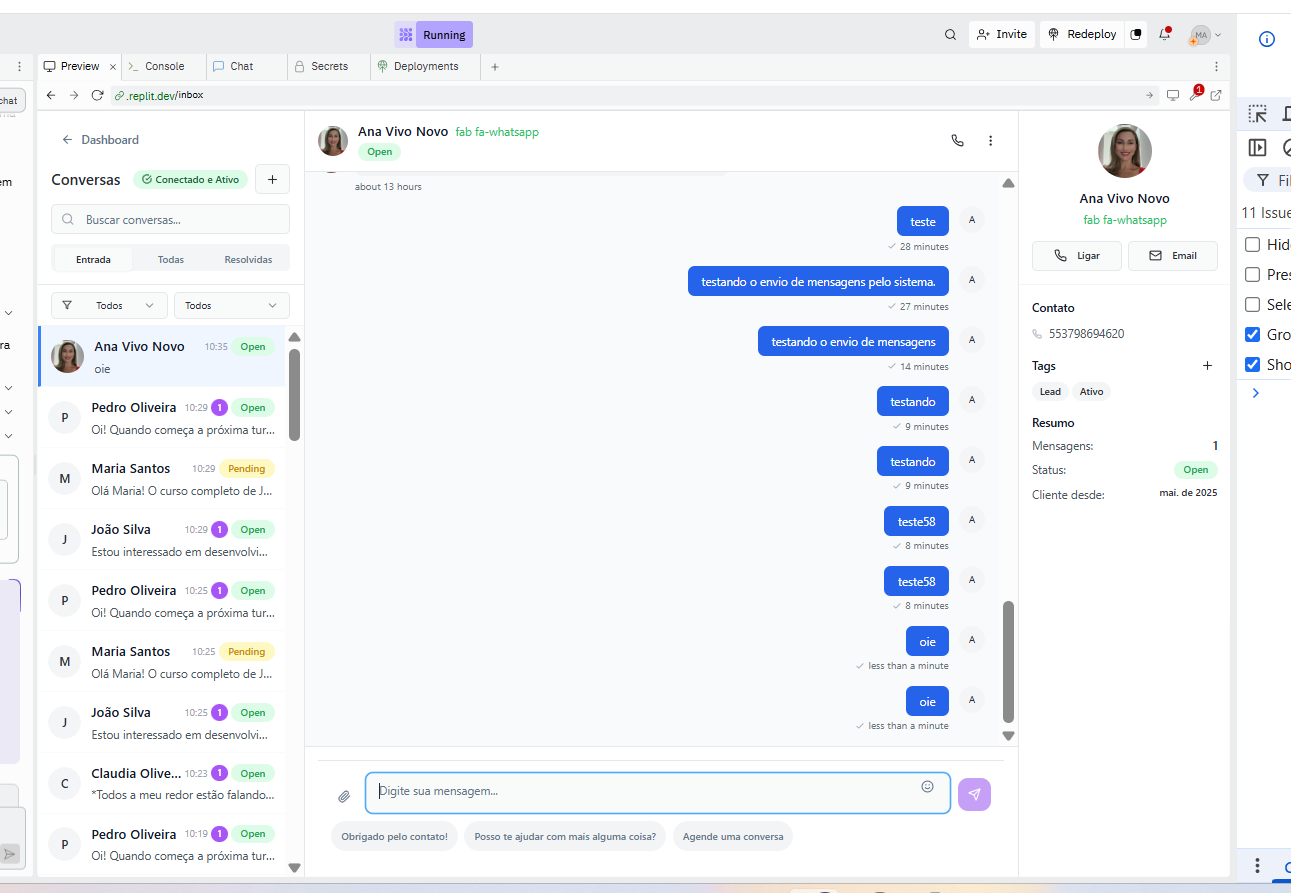 Running
Invite
Redeploy
MA
Preview
Console
Chat
Secrets
Deployments
chat
.replit.dev/inbox
1
em
ra
Dashboard
Conversas
Conectado e Ativo
Buscar conversas...
Entrada Todas Resolvidas
Todos Todos
Ana Vivo Novo 10:35 Open
oie
P Pedro Oliveira 10:29 1 Open
Oi! Quando começa a próxima tur...
M Maria Santos 10:29 Pending
Olá Maria! O curso completo de J...
J João Silva 10:29 1 Open
Estou interessado em desenvolvi...
P Pedro Oliveira 10:25 1 Open
Oi! Quando começa a próxima tur...
M Maria Santos 10:25 Pending
Olá Maria! O curso completo de J...
J João Silva 10:25 1 Open
Estou interessado em desenvolvi...
C Claudia Olive... 10:23 1 Open
*Todos a meu redor estão falando...
P Pedro Oliveira 10:19 1 Open
Oi! Quando começa a próxima tur...
Ana Vivo Novo fab fa-whatsapp
Open
about 13 hours
teste A
28 minutes
testando o envio de mensagens pelo sistema. A
27 minutes
testando o envio de mensagens A
14 minutes
testando A
9 minutes
testando A
9 minutes
teste58 A
8 minutes
teste58 A
8 minutes
oie A
less than a minute
oie A
less than a minute
Digite sua mensagem...
Obrigado pelo contato! Posso te ajudar com mais alguma coisa? Agende uma conversa
Ana Vivo Novo
fab fa-whatsapp
Ligar Email
Contato
553798694620
Tags
Lead Ativo
Resumo
Mensagens: 1
Status: Open
Cliente desde: mai. de 2025
Fil
11 Issue
Hid
Pres
Sele
Gro
Sho